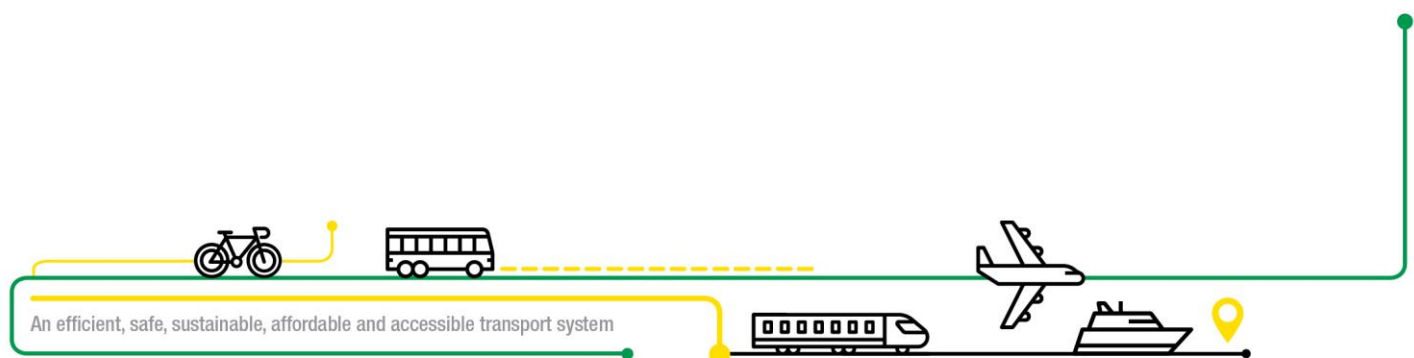 An efficient, safe, sustainable, affordable and accessible transport system